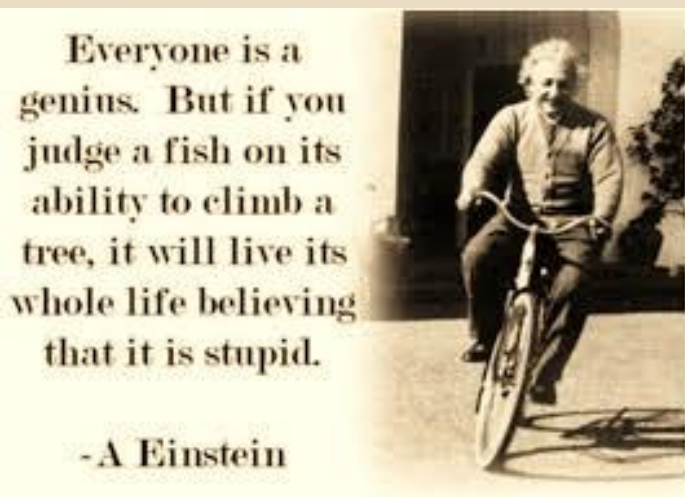 Everyone is a
genius. But if you
judge a fish on its
ability to climb a
tree, it will live its
whole life believing
that it is stupid.
-A Einstein